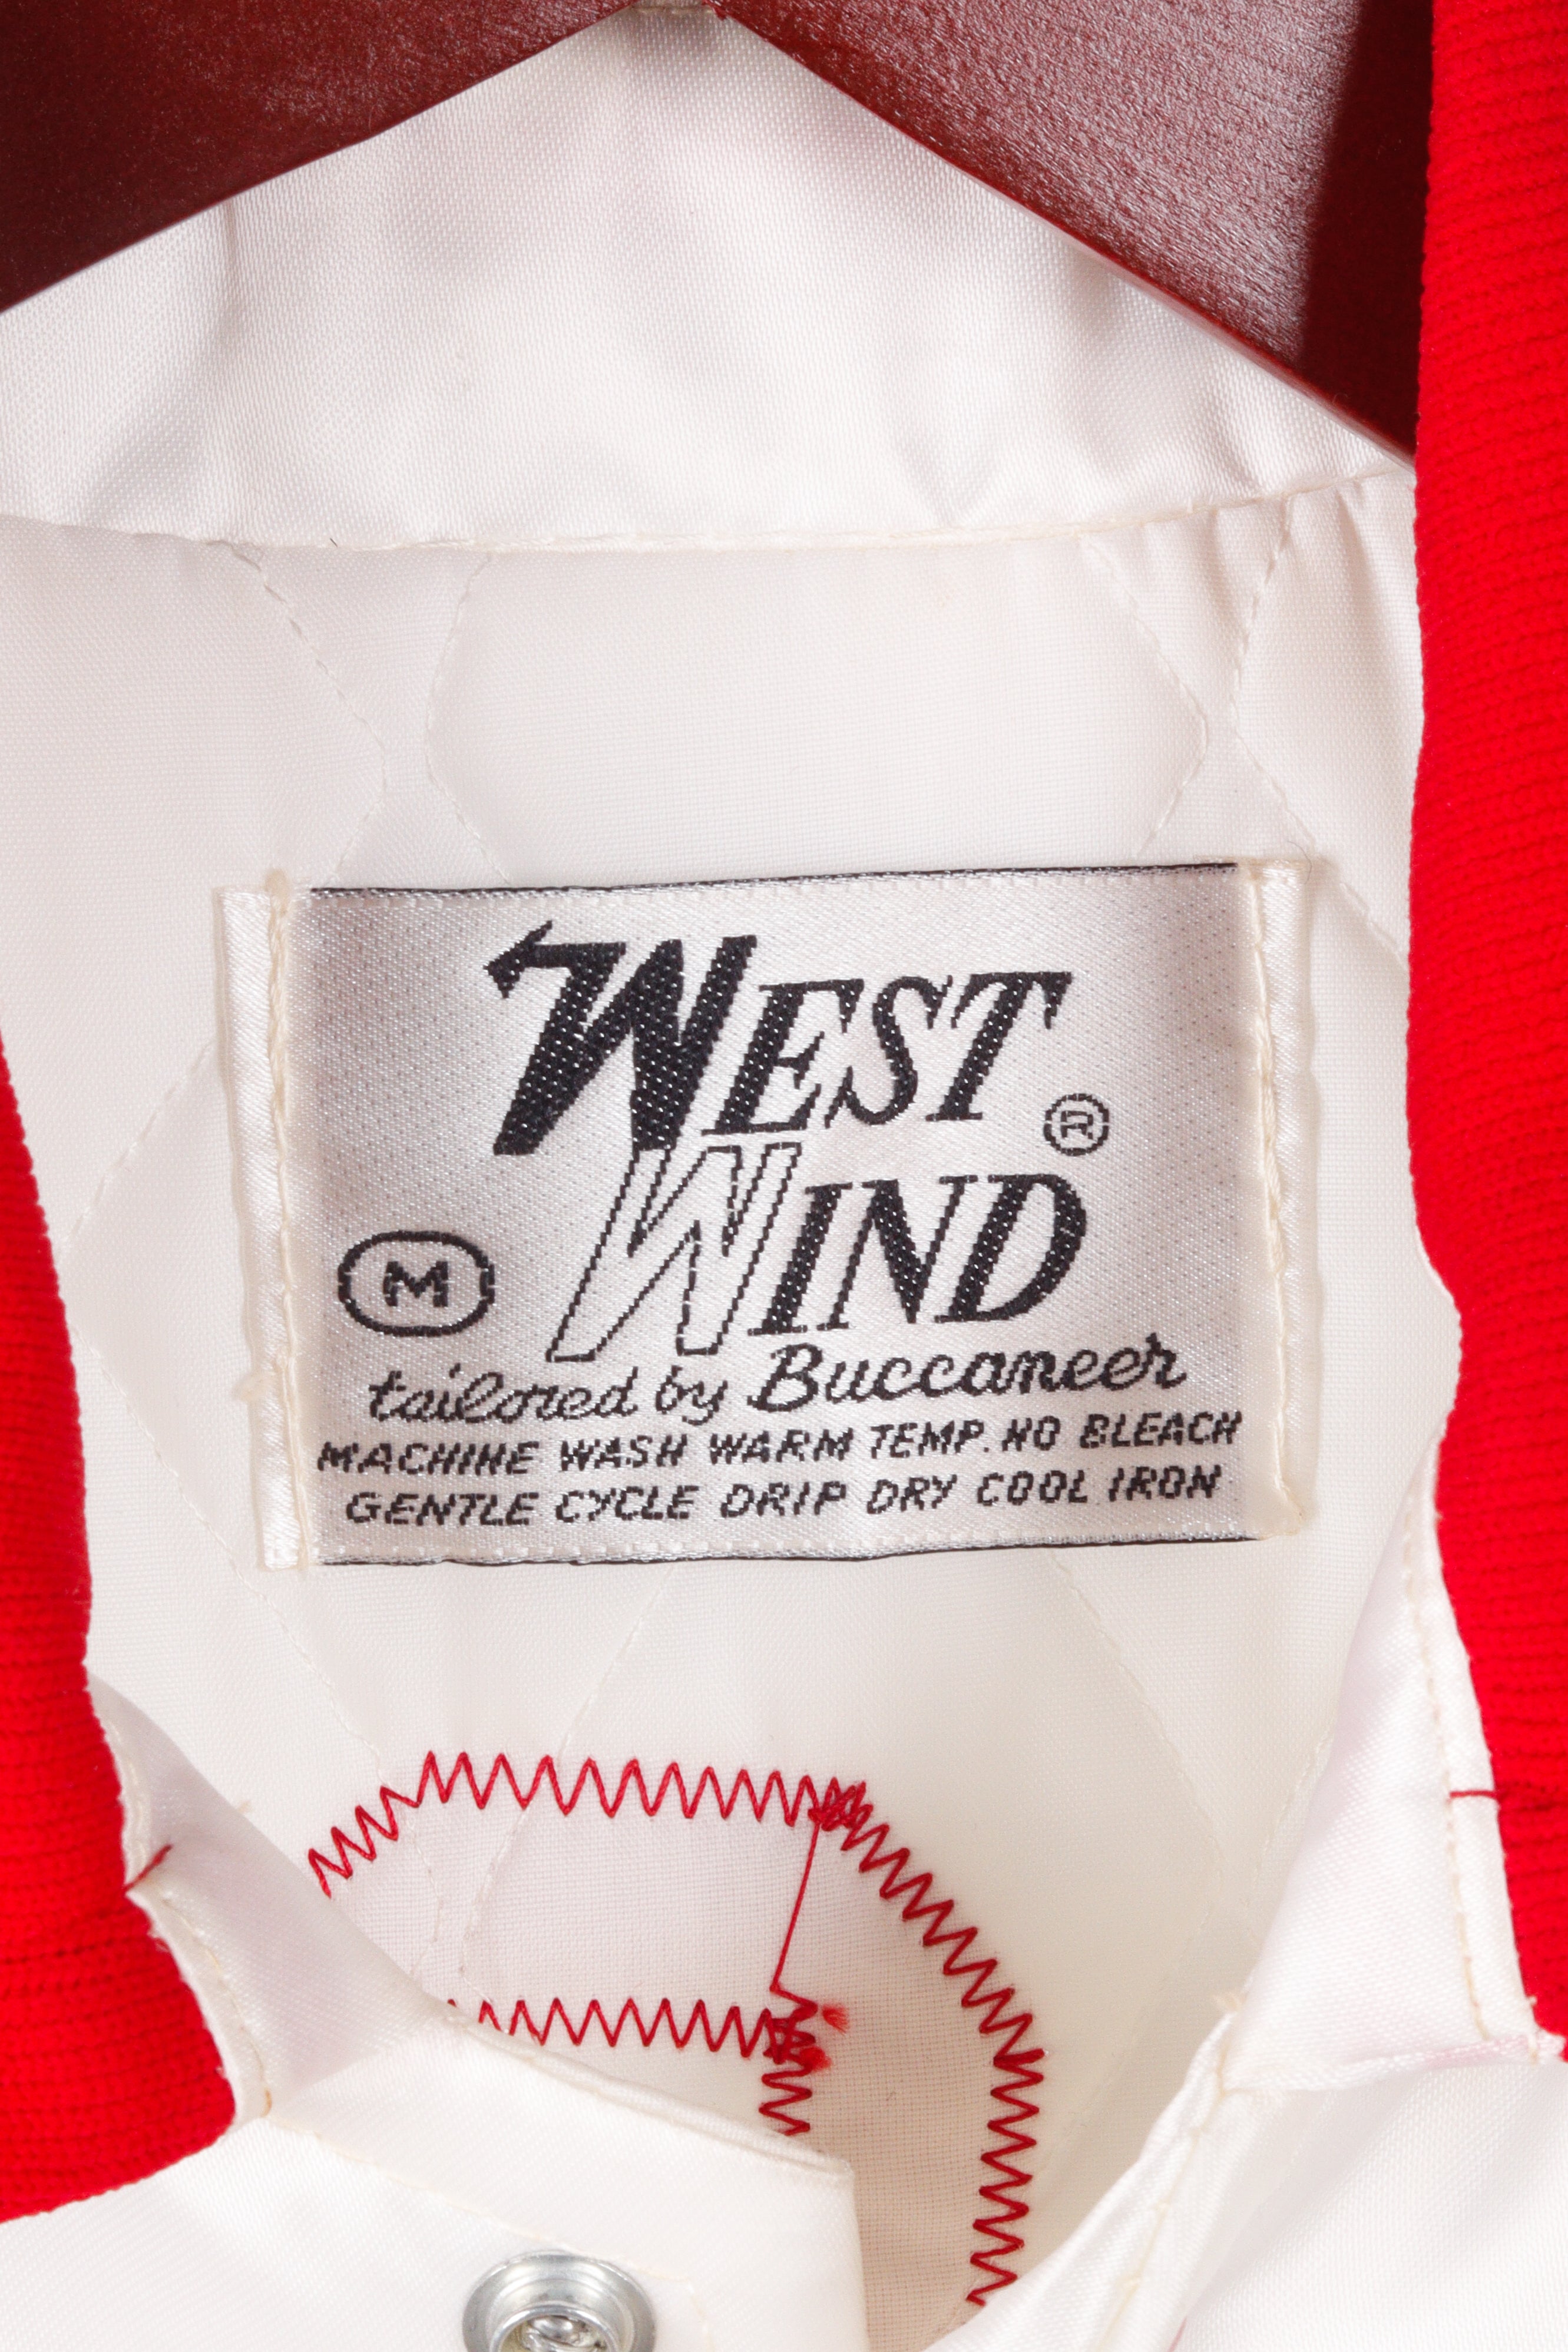 WEST
WIND ®
M
tailored by Buccaneer
MACHINE WASH WARM TEMP. NO BLEACH
GENTLE CYCLE DRIP DRY COOL IRON